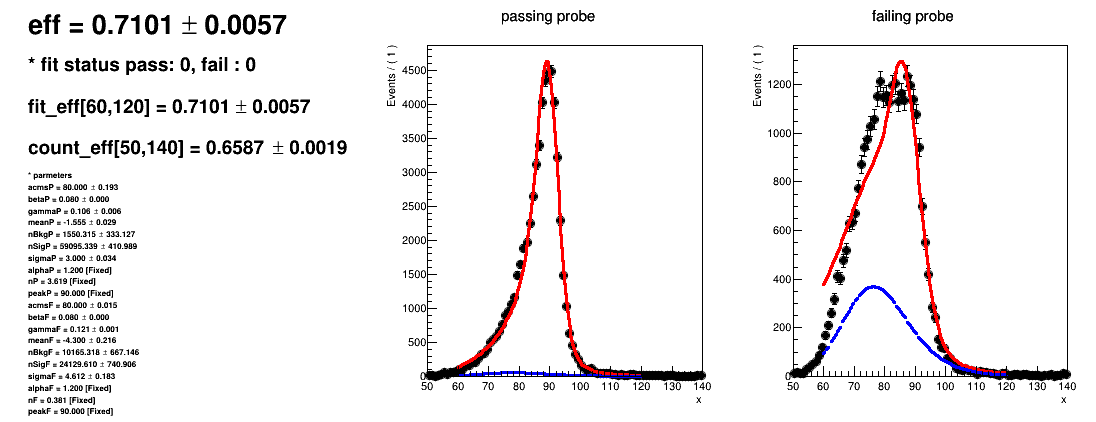 eff = 0.7101 ± 0.0057
* fit status pass: 0, fail : 0
fit_eff[60,120] = 0.7101 ± 0.0057
count_eff[50,140] = 0.6587 ± 0.0019
* parmeters
acmsP = 80.000 ± 0.193
betaP = 0.080 ± 0.000
gammaP = 0.106 ± 0.006
meanP = -1.555 ± 0.029
nBkgP = 1550.315 ± 333.127
nSigP = 59095.339 ± 410.989
sigmaP = 3.000 ± 0.034
alphaP = 1.200 [Fixed]
nP = 3.619 [Fixed]
peakP = 90.000 [Fixed]
acmsF = 80.000 ± 0.015
betaF = 0.080 ± 0.000
gammaF = 0.121 ± 0.001
meanF = -4.300 ± 0.216
nBkgF = 10165.318 ± 667.146
nSigF = 24129.610 ± 740.906
sigmaF = 4.612 ± 0.183
alphaF = 1.200 [Fixed]
nF = 0.381 [Fixed]
peakF = 90.000 [Fixed]
passing probe
Events / ( 1 )
4500
4000
3500
3000
2500
2000
1500
1000
500
0
50 60 70 80 90 100 110 120 130 140
x
failing probe
Events / ( 1 )
1200
1000
800
600
400
200
0
50 60 70 80 90 100 110 120 130 140
x